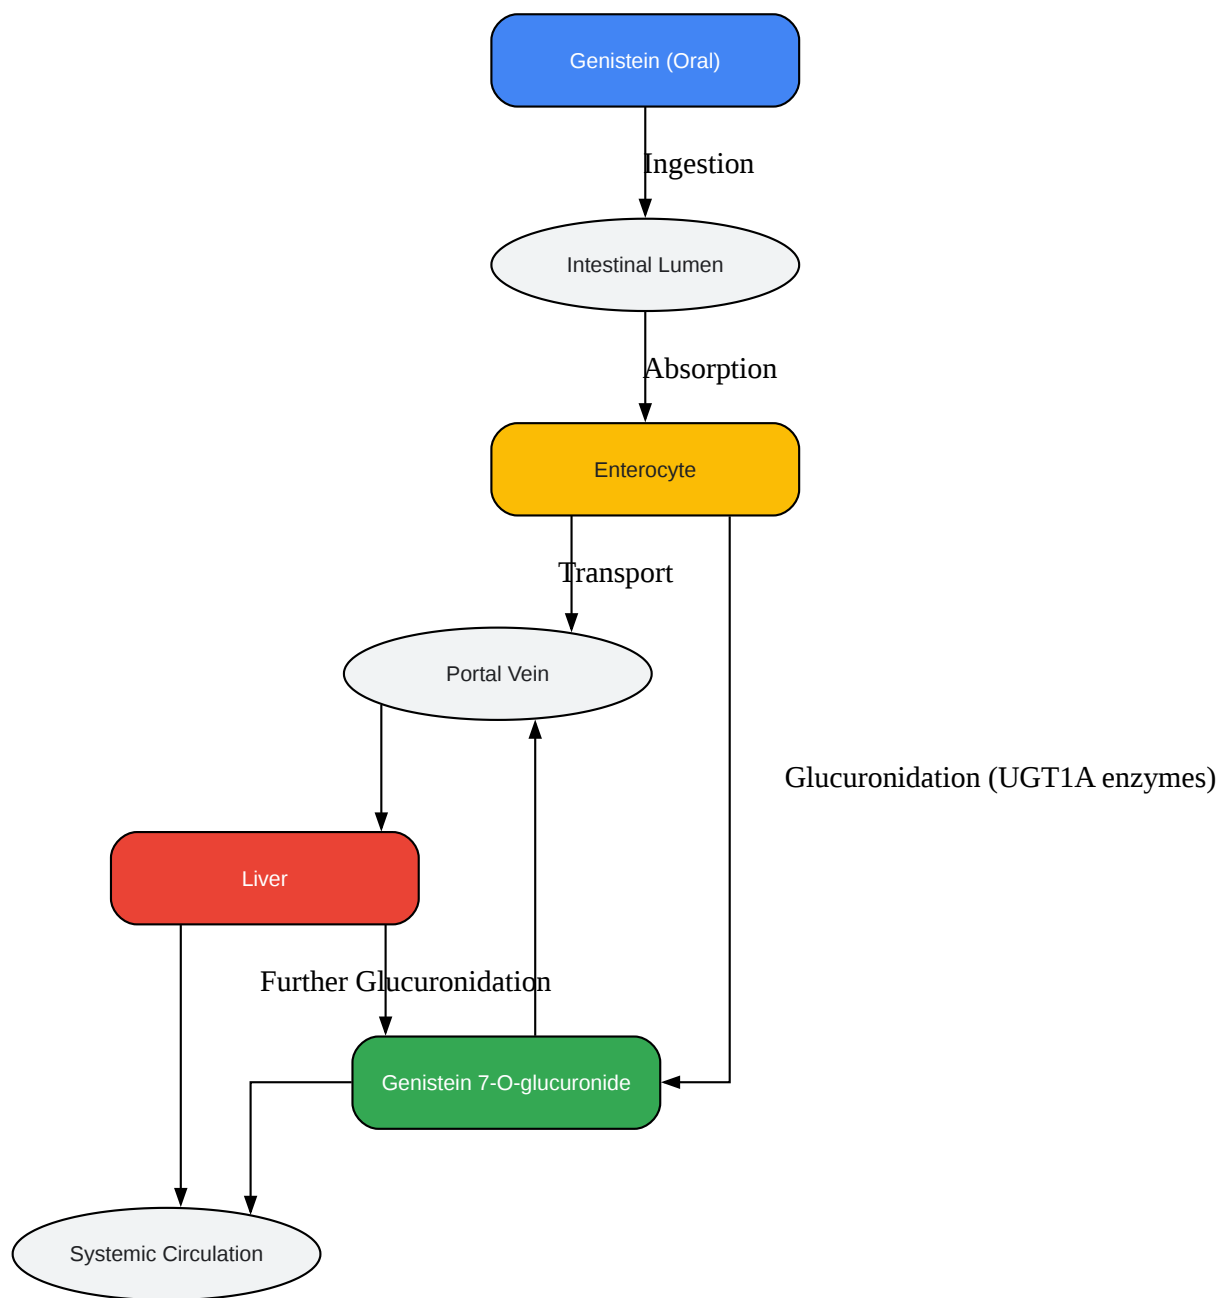 Genistein (Oral)
Ingestion
Intestinal Lumen
Absorption
Enterocyte
Transport
Portal Vein
Glucuronidation (UGT1A enzymes)
Liver
Further Glucuronidation
Genistein 7-O-glucuronide
Systemic Circulation